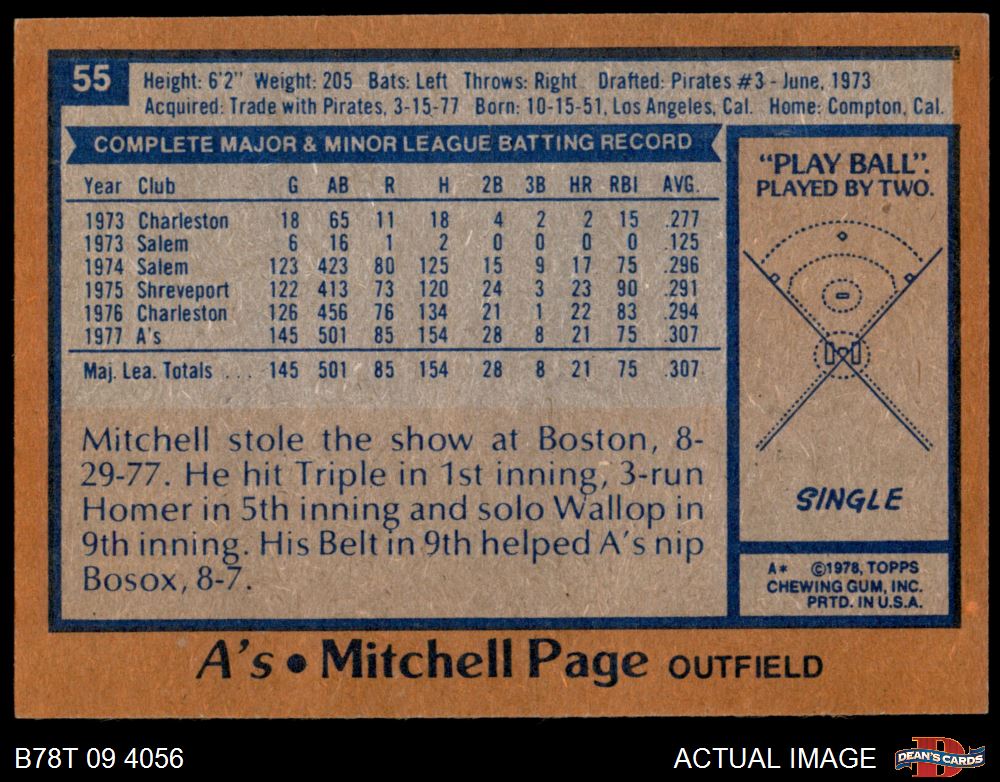 55
Height: 6'2" Weight: 205 Bats: Left Throws: Right Drafted: Pirates #3 - June, 1973
Acquired: Trade with Pirates, 3-15-77 Born: 10-15-51, Los Angeles, Cal. Home: Compton, Cal.
COMPLETE MAJOR & MINOR LEAGUE BATTING RECORD
Year Club G AB R H 2B 3B HR RBI AVG.
1973 Charleston 18 65 11 18 4 2 2 15 .277
1973 Salem 6 16 1 2 0 0 0 0 .125
1974 Salem 123 423 80 125 15 9 17 75 .296
1975 Shreveport 122 413 73 120 24 3 23 90 .291
1976 Charleston 126 456 76 134 21 1 22 83 .294
1977 A's 145 501 85 154 28 8 21 75 .307
Maj. Lea. Totals . . . 145 501 85 154 28 8 21 75 .307
Mitchell stole the show at Boston, 8-
29-77. He hit Triple in 1st inning, 3-run
Homer in 5th inning and solo Wallop in
9th inning. His Belt in 9th helped A's nip
Bosox, 8-7.
"PLAY BALL".
PLAYED BY TWO.
SINGLE
A* ©1978, TOPPS
CHEWING GUM, INC.
PRTD. IN U.S.A.
A's • Mitchell Page OUTFIELD
B78T 09 4056
ACTUAL IMAGE
D
DEAN'S CARDS